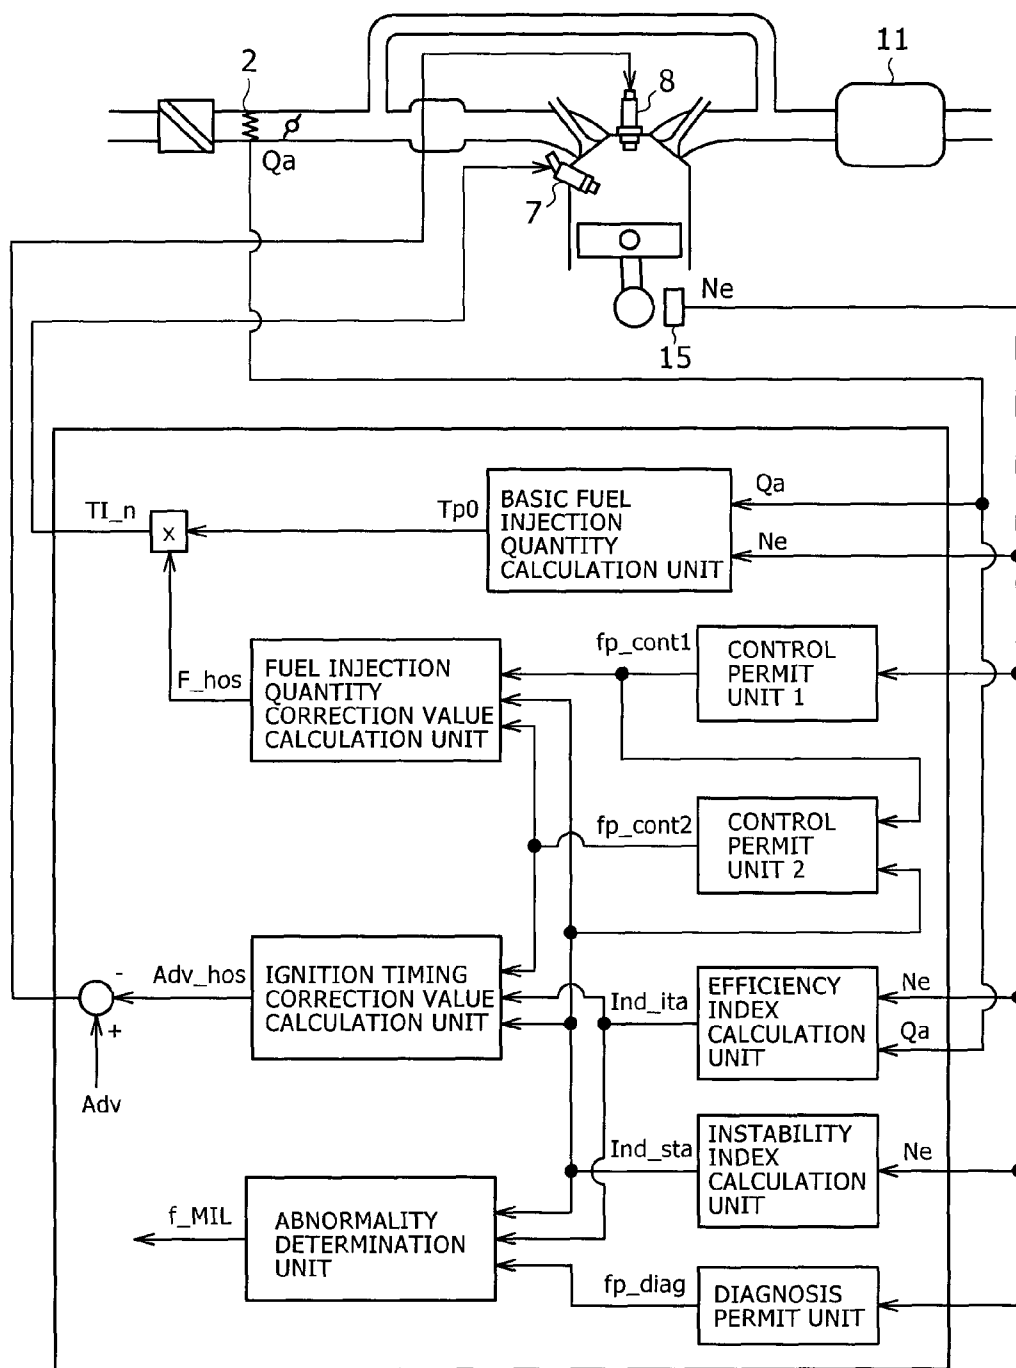 11
2
8
Qa
7
Ne
15
Qa
BASIC FUEL
INJECTION
QUANTITY
CALCULATION UNIT
Tp0
TI_n
x
Ne
fp_cont1
CONTROL
PERMIT
UNIT 1
FUEL INJECTION
QUANTITY
CORRECTION VALUE
CALCULATION UNIT
F_hos
fp_cont2
CONTROL
PERMIT
UNIT 2
Adv_hos
-
+
Adv
IGNITION TIMING
CORRECTION VALUE
CALCULATION UNIT
Ind_ita
EFFICIENCY
INDEX
CALCULATION
UNIT
Ne
Qa
Ind_sta
INSTABILITY
INDEX
CALCULATION
UNIT
Ne
f_MIL
ABNORMALITY
DETERMINATION
UNIT
fp_diag
DIAGNOSIS
PERMIT UNIT